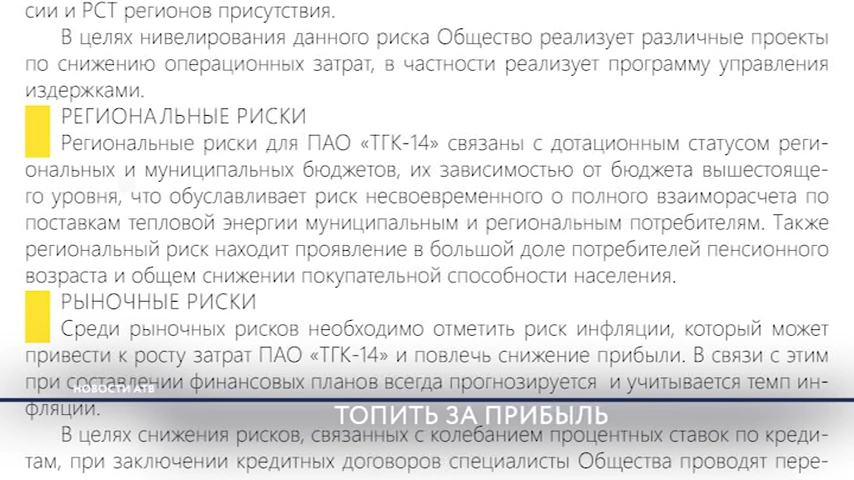 сии и РСТ регионов присутствия.
В целях нивелирования данного риска Общество реализует различные проекты
по снижению операционных затрат, в частности реализует программу управления
издержками.
РЕГИОНАЛЬНЫЕ РИСКИ
Региональные риски для ПАО «ТГК-14» связаны с дотационным статусом реги-
ональных и муниципальных бюджетов, их зависимостью от бюджета вышестояще-
го уровня, что обуславливает риск несвоевременного о полного взаиморасчета по
поставкам тепловой энергии муниципальным и региональным потребителям. Также
региональный риск находит проявление в большой доле потребителей пенсионного
возраста и общем снижении покупательной способности населения.
РЫНОЧНЫЕ РИСКИ
Среди рыночных рисков необходимо отметить риск инфляции, который может
привести к росту затрат ПАО «ТГК-14» и повлечь снижение прибыли. В связи с этим
при составлении финансовых планов всегда прогнозируется и учитывается темп ин-
НОВОСТИ АТВ
фляции.
ТОПИТЬ ЗА ПРИБЫЛЬ
В целях снижения рисков, связанных с колебанием процентных ставок по креди-
там, при заключении кредитных договоров специалисты Общества проводят пере-